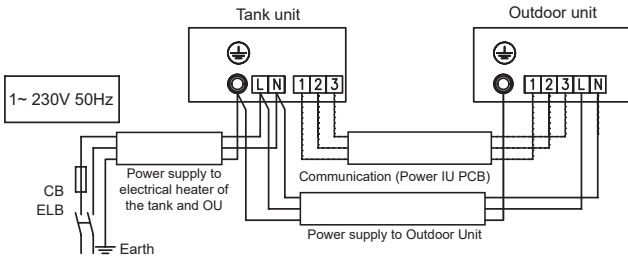 Tank unit
Outdoor unit
L N 1 2 3
1 2 3 L N
1~ 230V 50Hz
Power supply to
electrical heater of
the tank and OU
Communication (Power IU PCB)
CB
ELB
Power supply to Outdoor Unit
Earth